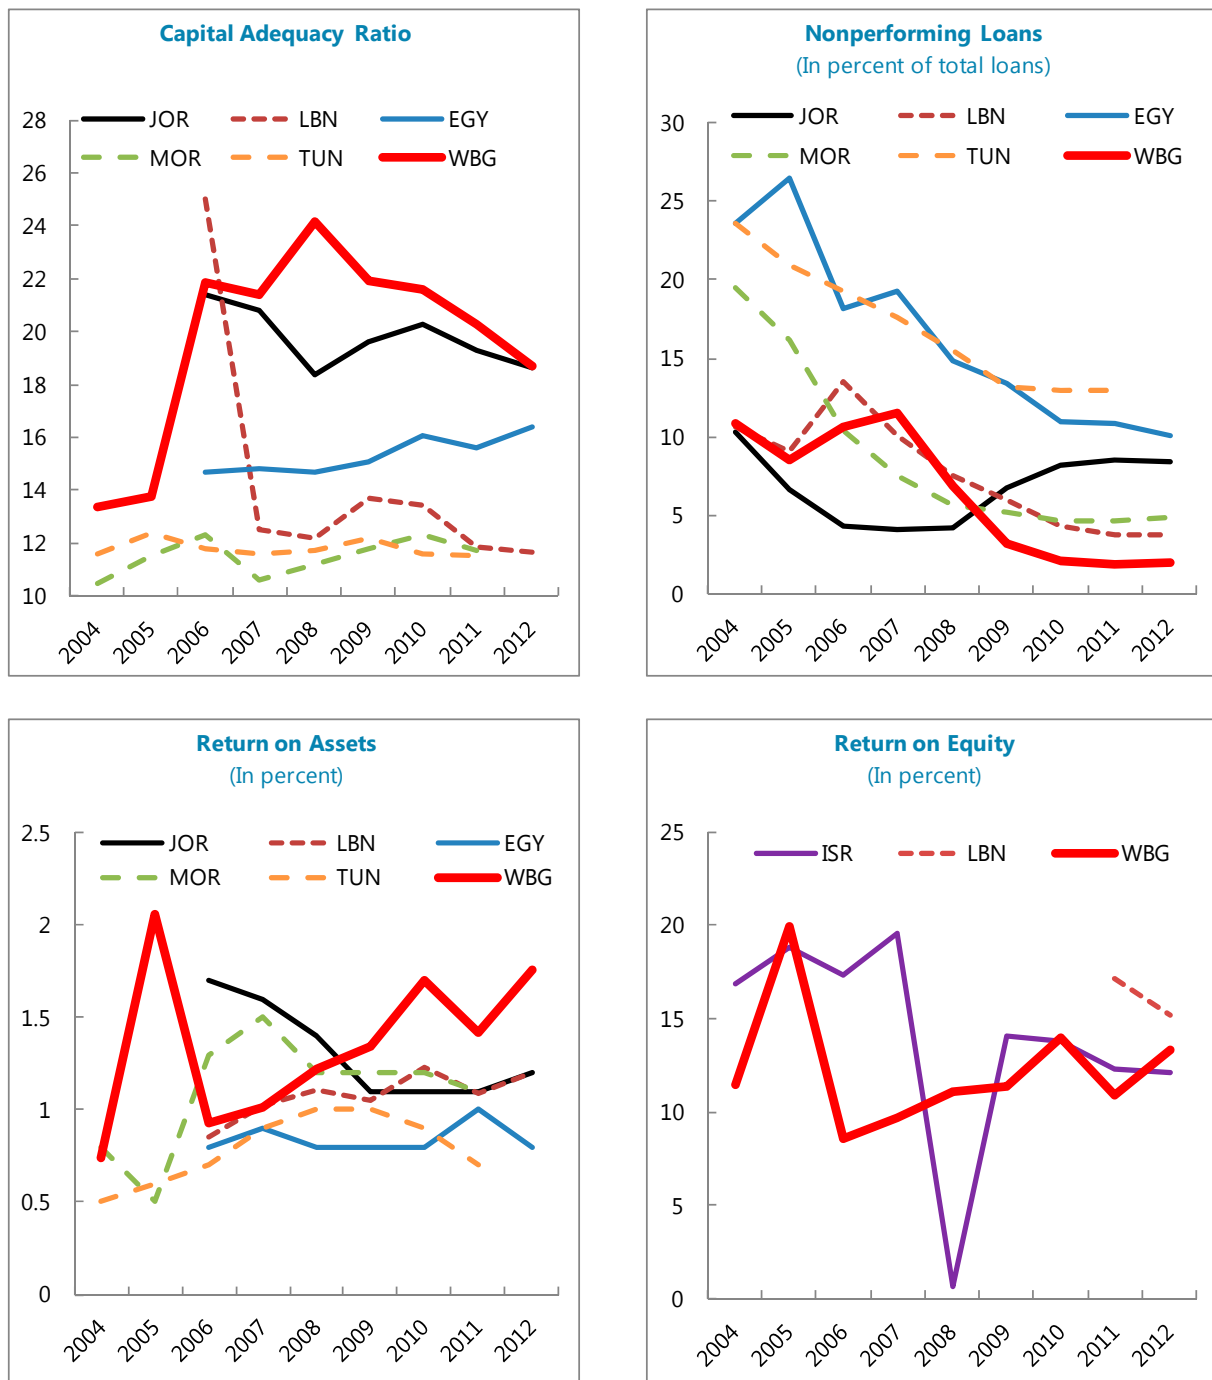 Capital Adequacy Ratio
JOR LBN EGY
MOR TUN WBG
28
26
24
22
20
18
16
14
12
10
2004 2005 2006 2007 2008 2009 2010 2011 2012
Nonperforming Loans
(In percent of total loans)
JOR LBN EGY
MOR TUN WBG
30
25
20
15
10
5
0
2004 2005 2006 2007 2008 2009 2010 2011 2012
Return on Assets
(In percent)
JOR LBN EGY
MOR TUN WBG
2.5
2
1.5
1
0.5
0
2004 2005 2006 2007 2008 2009 2010 2011 2012
Return on Equity
(In percent)
ISR LBN WBG
25
20
15
10
5
0
2004 2005 2006 2007 2008 2009 2010 2011 2012